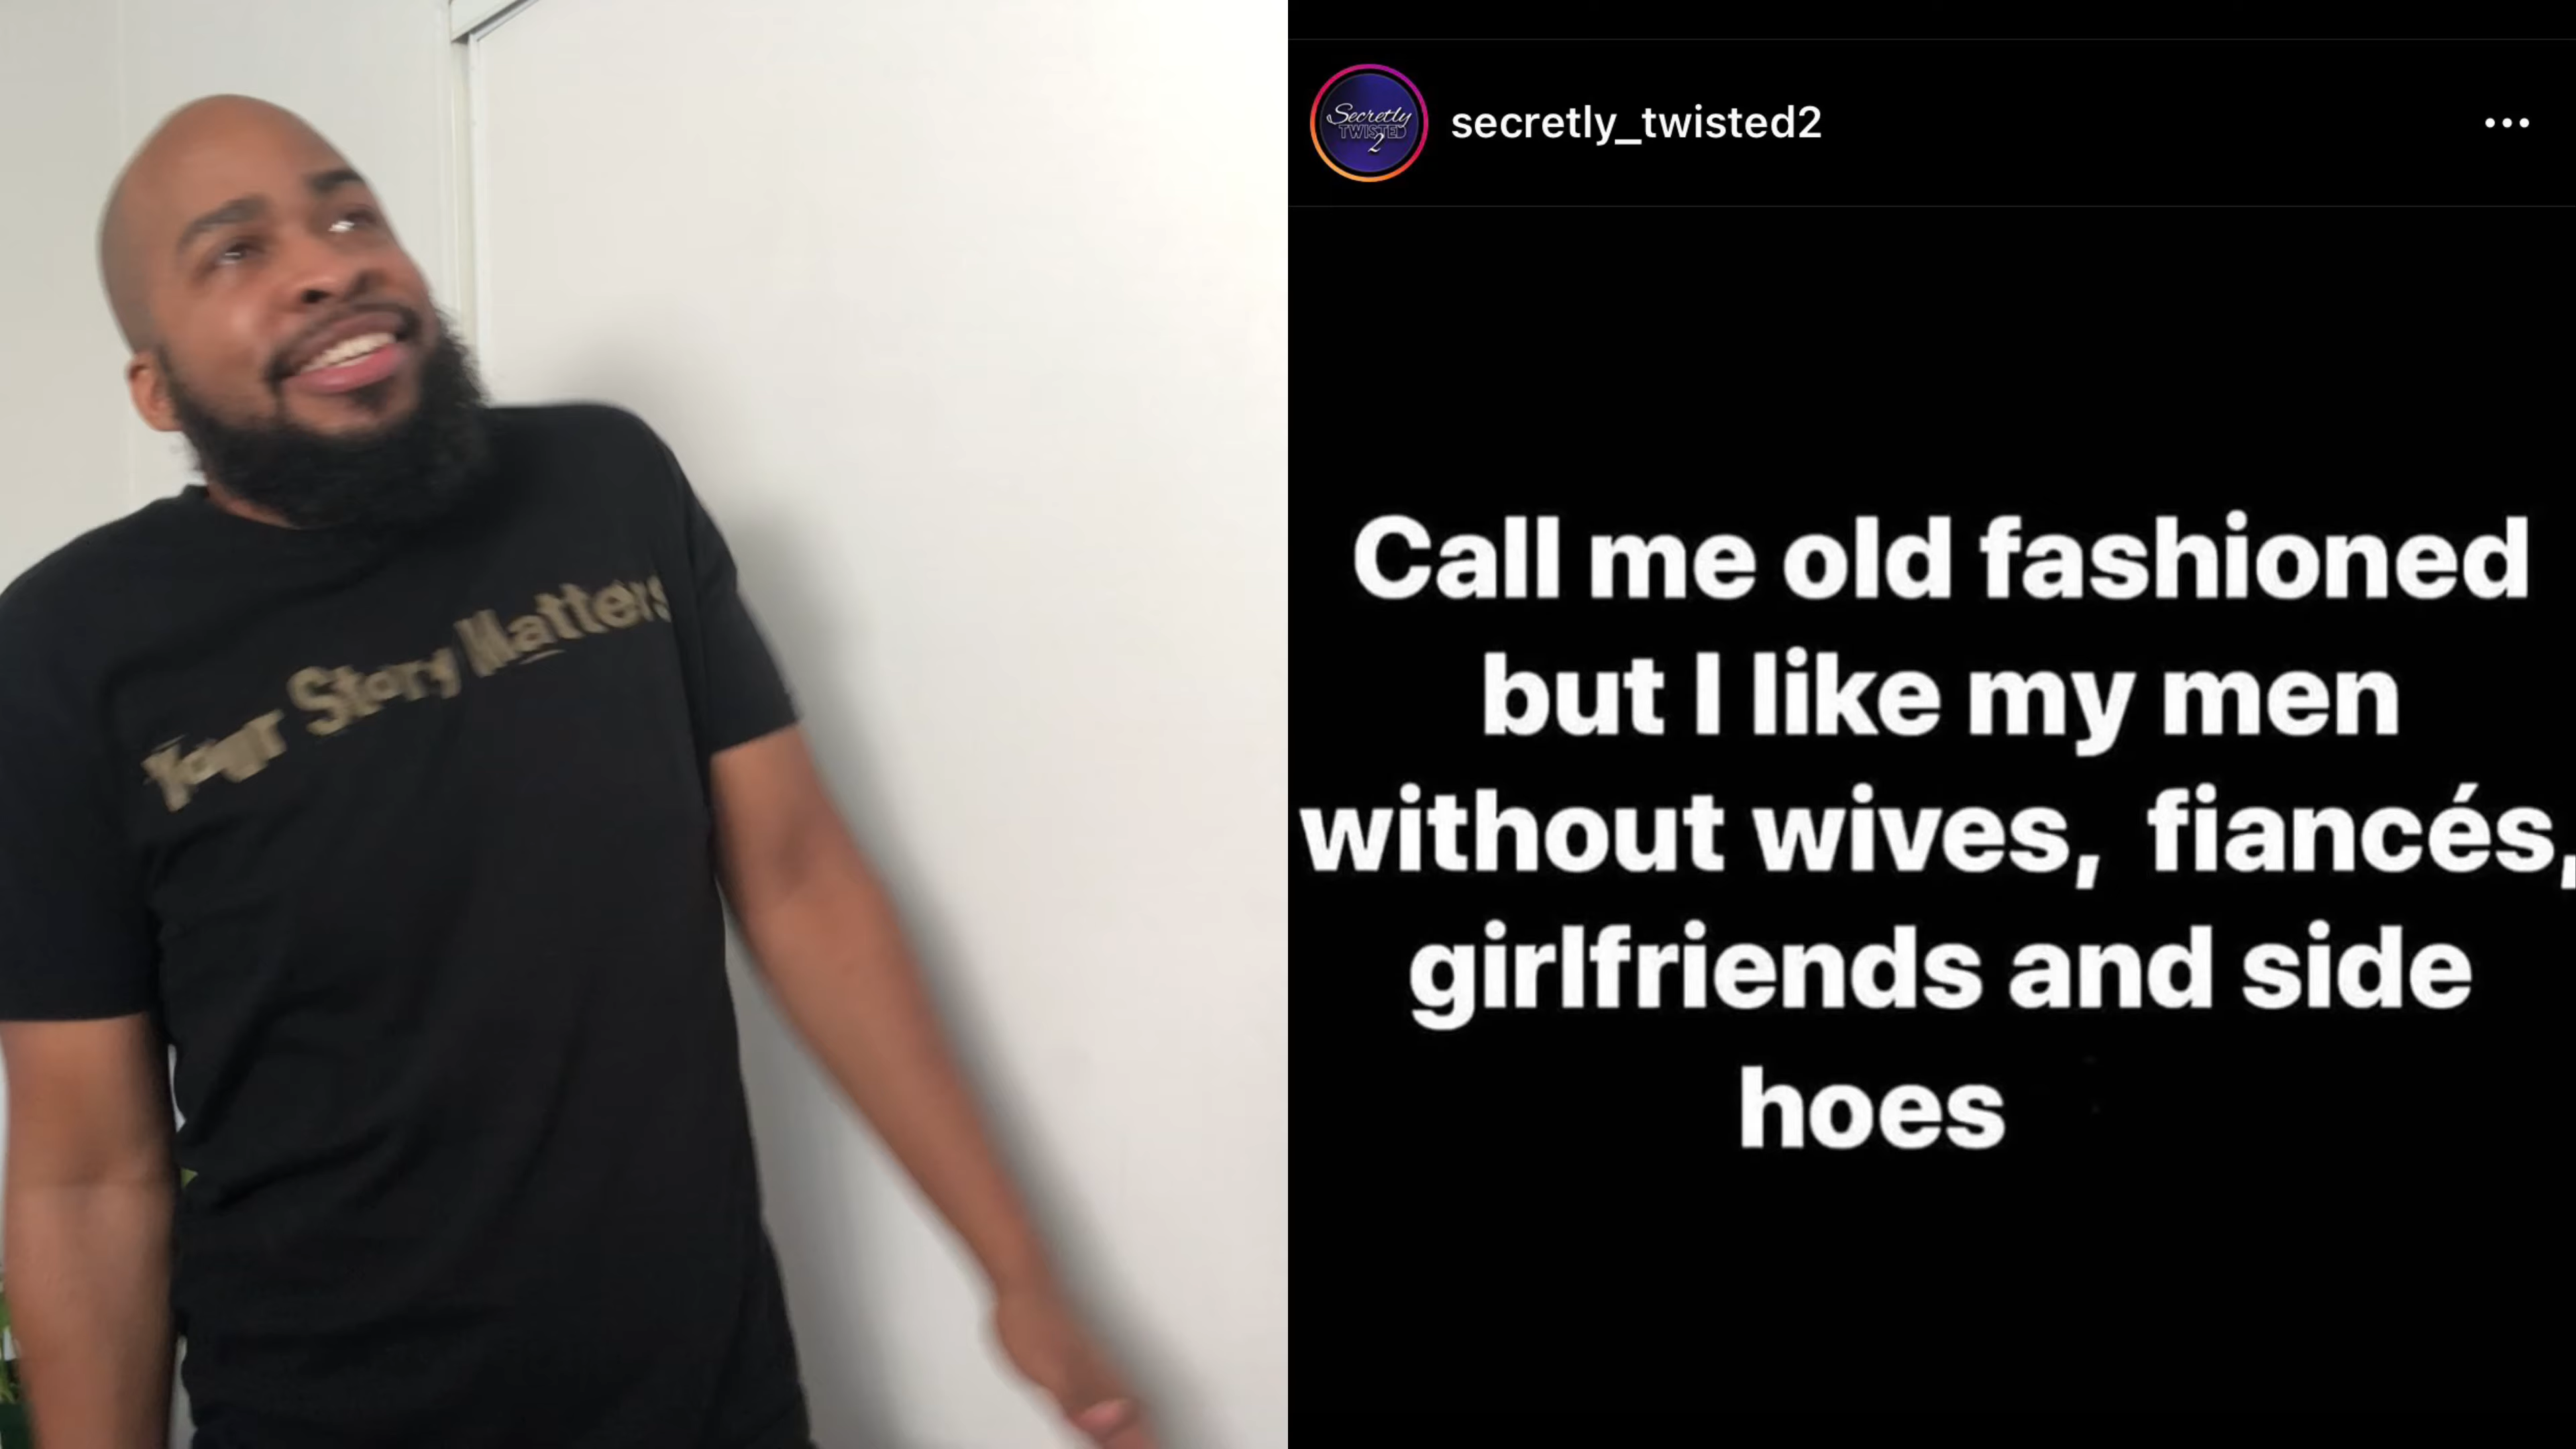 Your Story Matters
Secretly
TWISTED
2
secretly_twisted2
Call me old fashioned
but I like my men
without wives,  fiancés,
girlfriends and side
hoes